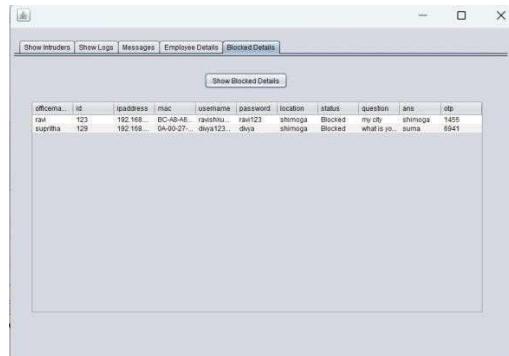 Show Intruders Show Logs Messages Employee Details Blocked Details
Show Blocked Details
officema... id ipaddress mac username password location status question ans otp
ravi 123 192.168.... BC-A8-A6... ravishku... ravi123 shimoga Blocked my city shimoga 1455
supritha 129 192.168.... 0A-00-27-... divya123... divya shimoga Blocked what is yo... suma 6941